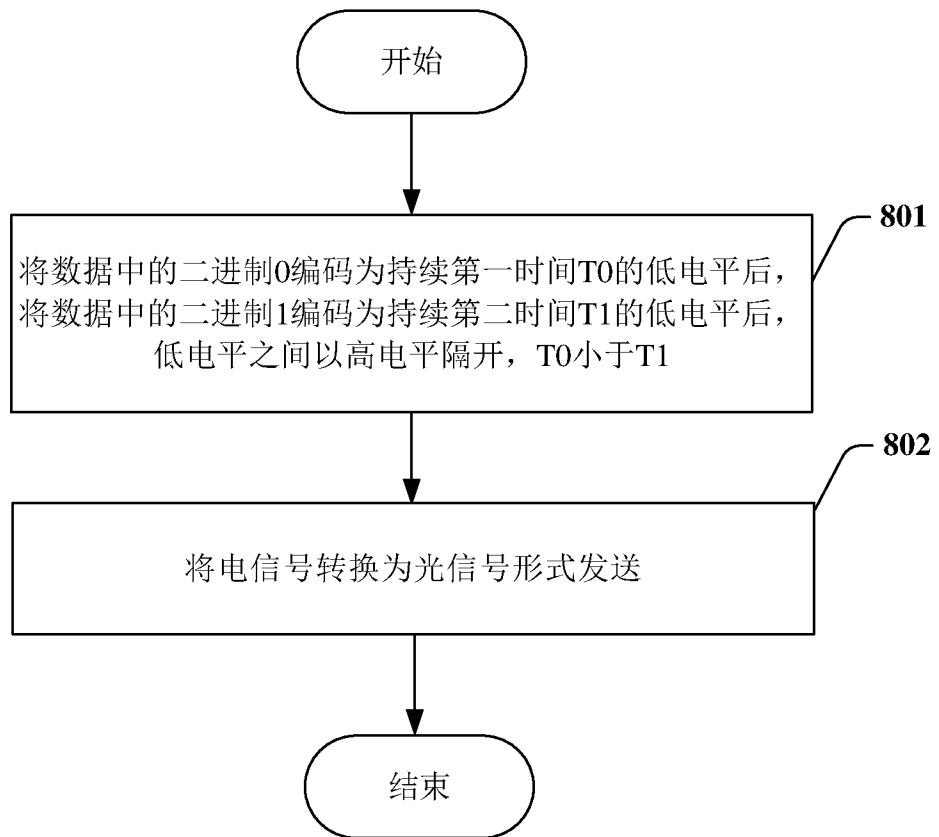 开始
801
将数据中的二进制0编码为持续第一时间T0的低电平后，
将数据中的二进制1编码为持续第二时间T1的低电平后，
低电平之间以高电平隔开，T0小于T1
802
将电信号转换为光信号形式发送
结束